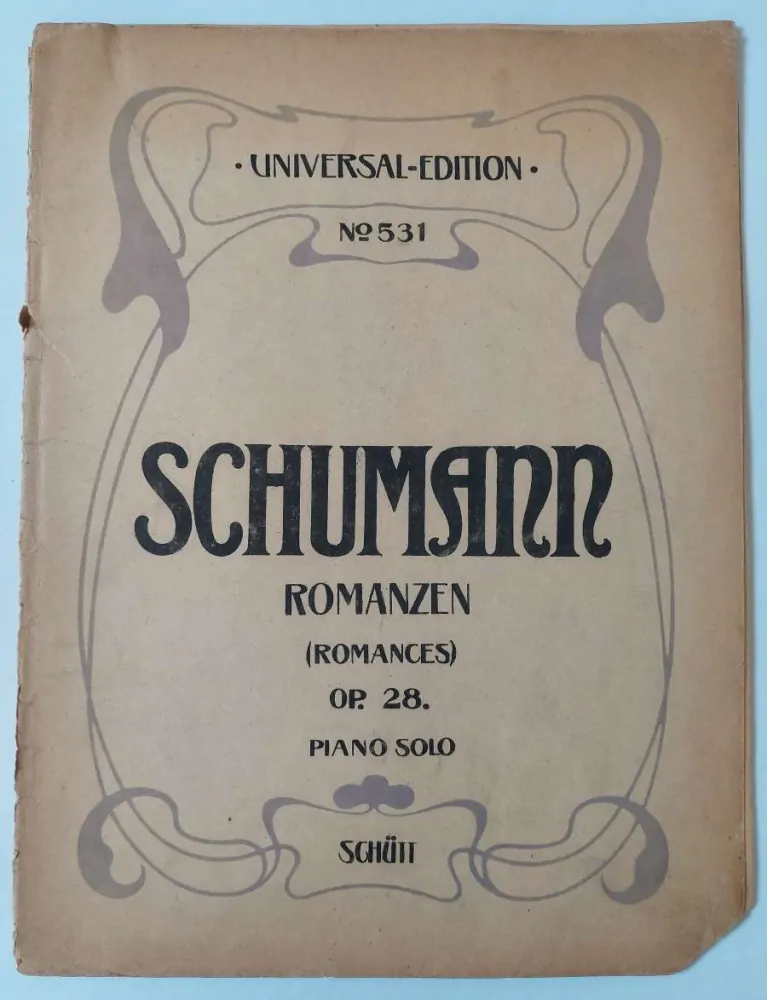 · UNIVERSAL-EDITION ·
Nº 531
SCHUMANN
ROMANZEN
(ROMANCES)
OP. 28.
PIANO SOLO
SCHÜTT